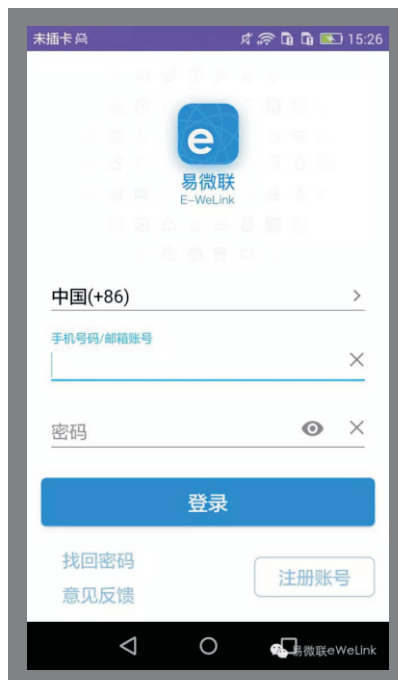 未插卡
15:26
e
易微联
E-WeLink
中国(+86)
手机号码/邮箱账号
密码
登录
找回密码
注册账号
意见反馈
易微联eWeLink